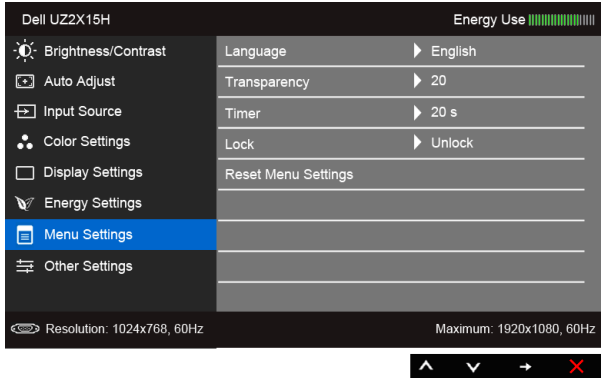 Dell UZ2X15H Energy Use
Brightness/Contrast Language English
Auto Adjust Transparency 20
Input Source Timer 20 s
Color Settings Lock Unlock
Display Settings Reset Menu Settings
Energy Settings
Menu Settings
Other Settings
Resolution: 1024x768, 60Hz Maximum: 1920x1080, 60Hz